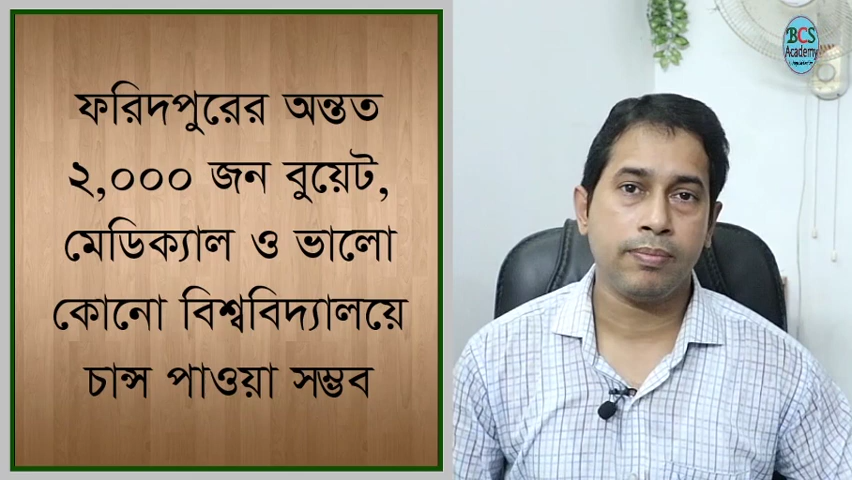 ফরিদপুরের অন্তত
২,০০০ জন বুয়েট,
মেডিক্যাল ও ভালো
কোনো বিশ্ববিদ্যালয়ে
চান্স পাওয়া সম্ভব
BCS
Academy